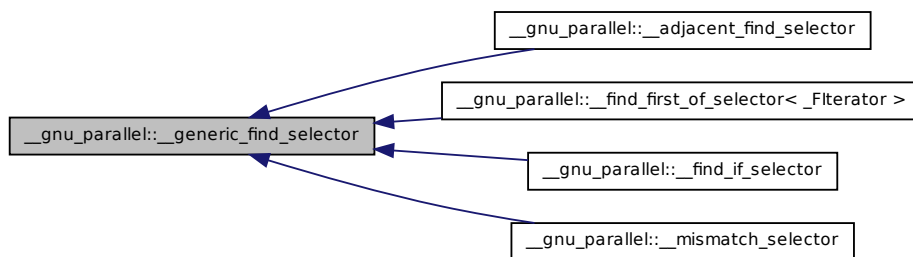 __gnu_parallel::__adjacent_find_selector
__gnu_parallel::__find_first_of_selector< _FIterator >
__gnu_parallel::__generic_find_selector
__gnu_parallel::__find_if_selector
__gnu_parallel::__mismatch_selector